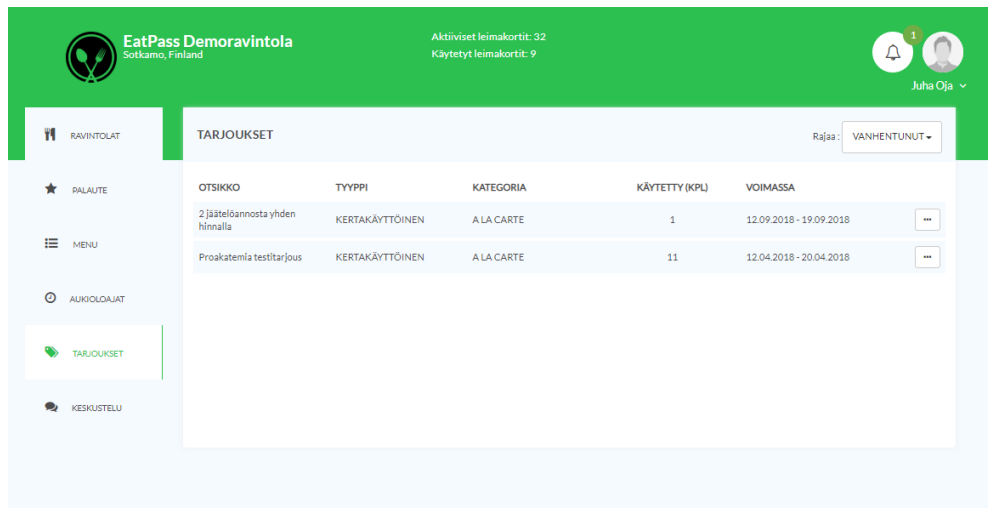 EatPass Demoravintola
Sotkamo, Finland
Aktiiviset leimakortit: 32
Käytetyt leimakortit: 9
1
Juha Oja
RAVINTOLAT
PALAUTE
MENU
AUKIOLOAJAT
TARJOUKSET
KESKUSTELU
TARJOUKSET
Rajaa : VANHENTUNUT
OTSIKKO TYYPPI KATEGORIA KÄYTETTY (KPL) VOIMASSA
2 jäätelöannosta yhden
hinnalla
KERTAKÄYTTÖINEN A LA CARTE 1 12.09.2018 - 19.09.2018
Proakatemia testitarjous KERTAKÄYTTÖINEN A LA CARTE 11 12.04.2018 - 20.04.2018